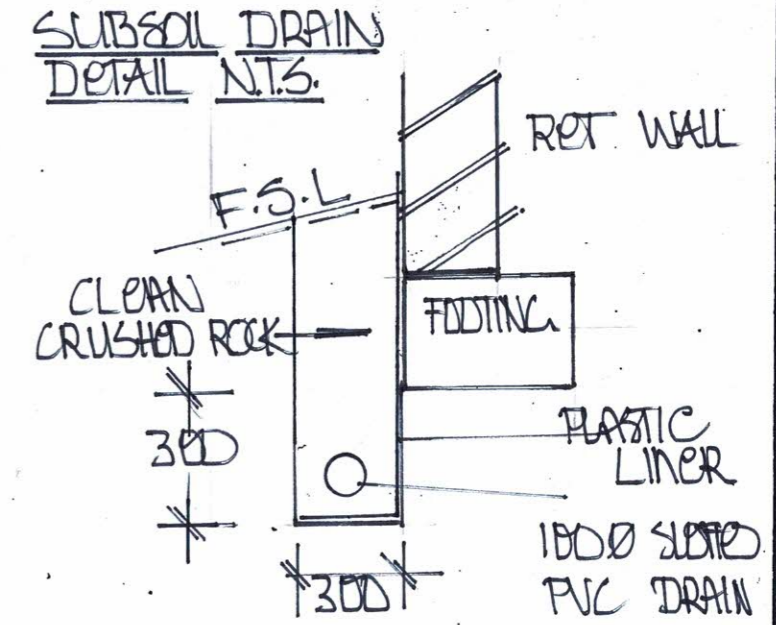 SUBSOIL DRAIN
DETAIL N.T.S.
RET WALL
F.S.L
CLEAN
CRUSHED ROCK
FOOTING
300
PLASTIC
LINER
100Ø SLOTTED
PVC DRAIN
300